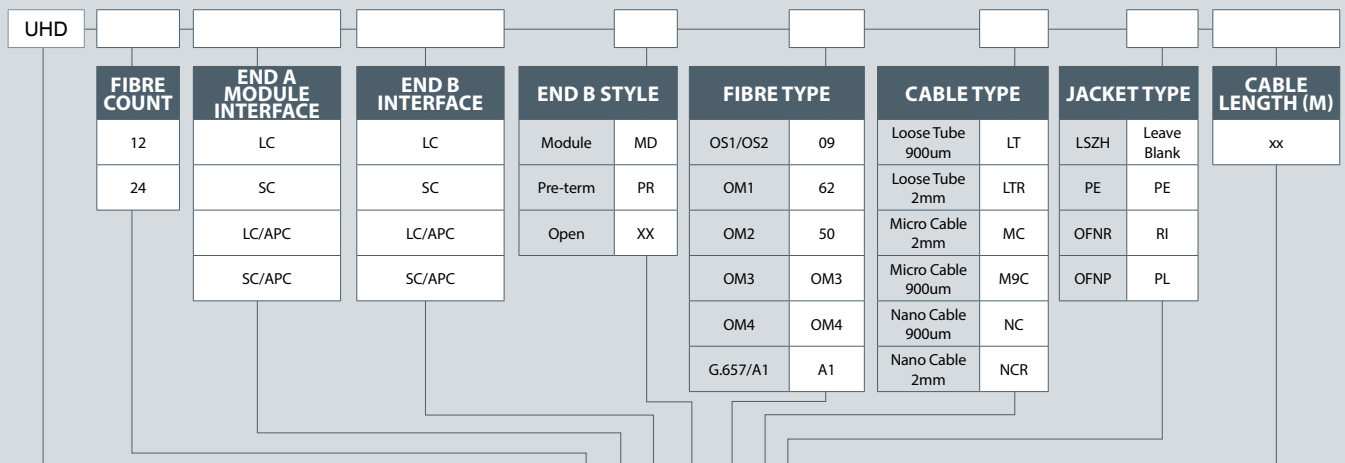 UHD
FIBRE
COUNT
12
24
END A
MODULE
INTERFACE
LC
SC
LC/APC
SC/APC
END B
INTERFACE
LC
SC
LC/APC
SC/APC
END B STYLE
Module MD
Pre-term PR
Open XX
FIBRE TYPE
OS1/OS2 09
OM1 62
OM2 50
OM3 OM3
OM4 OM4
G.657/A1 A1
CABLE TYPE
Loose Tube
900um LT
Loose Tube
2mm LTR
Micro Cable
2mm MC
Micro Cable
900um M9C
Nano Cable
900um NC
Nano Cable
2mm NCR
JACKET TYPE
LSZH Leave
Blank
PE PE
OFNR RI
OFNP PL
CABLE
LENGTH (M)
xx